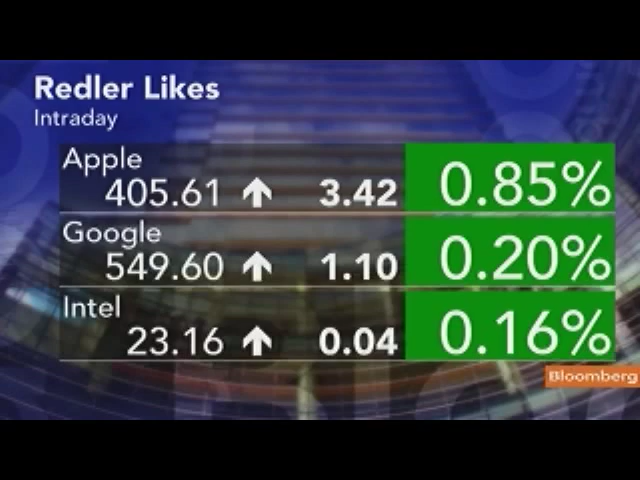 Redler Likes
Intraday
Apple
405.61 ↑ 3.42 0.85%
Google
549.60 ↑ 1.10 0.20%
Intel
23.16 ↑ 0.04 0.16%
Bloomberg